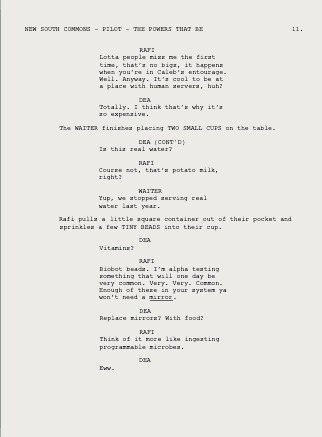 NEW SOUTH COMMONS - PILOT - THE POWERS THAT BE 11.
RAFI
Lotta people miss me the first
time, that's no bigs, it happens
when you're in Caleb's entourage.
Well. Anyway. It's cool to be at
a place with human servers, huh?
DEA
Totally. I think that's why it's
so expensive.
The WAITER finishes placing TWO SMALL CUPS on the table.
DEA (CONT'D)
Is this real water?
RAFI
Course not, that's potato milk,
right?
WAITER
Yup, we stopped serving real
water last year.
Rafi pulls a little square container out of their pocket and
sprinkles a few TINY BEADS into their cup.
DEA
Vitamins?
RAFI
Biobot beads. I'm alpha testing
something that will one day be
very common. Very. Very. Common.
Enough of these in your system ya
won't need a mirror.
DEA
Replace mirrors? With food?
RAFI
Think of it more like ingesting
programmable microbes.
DEA
Eww.